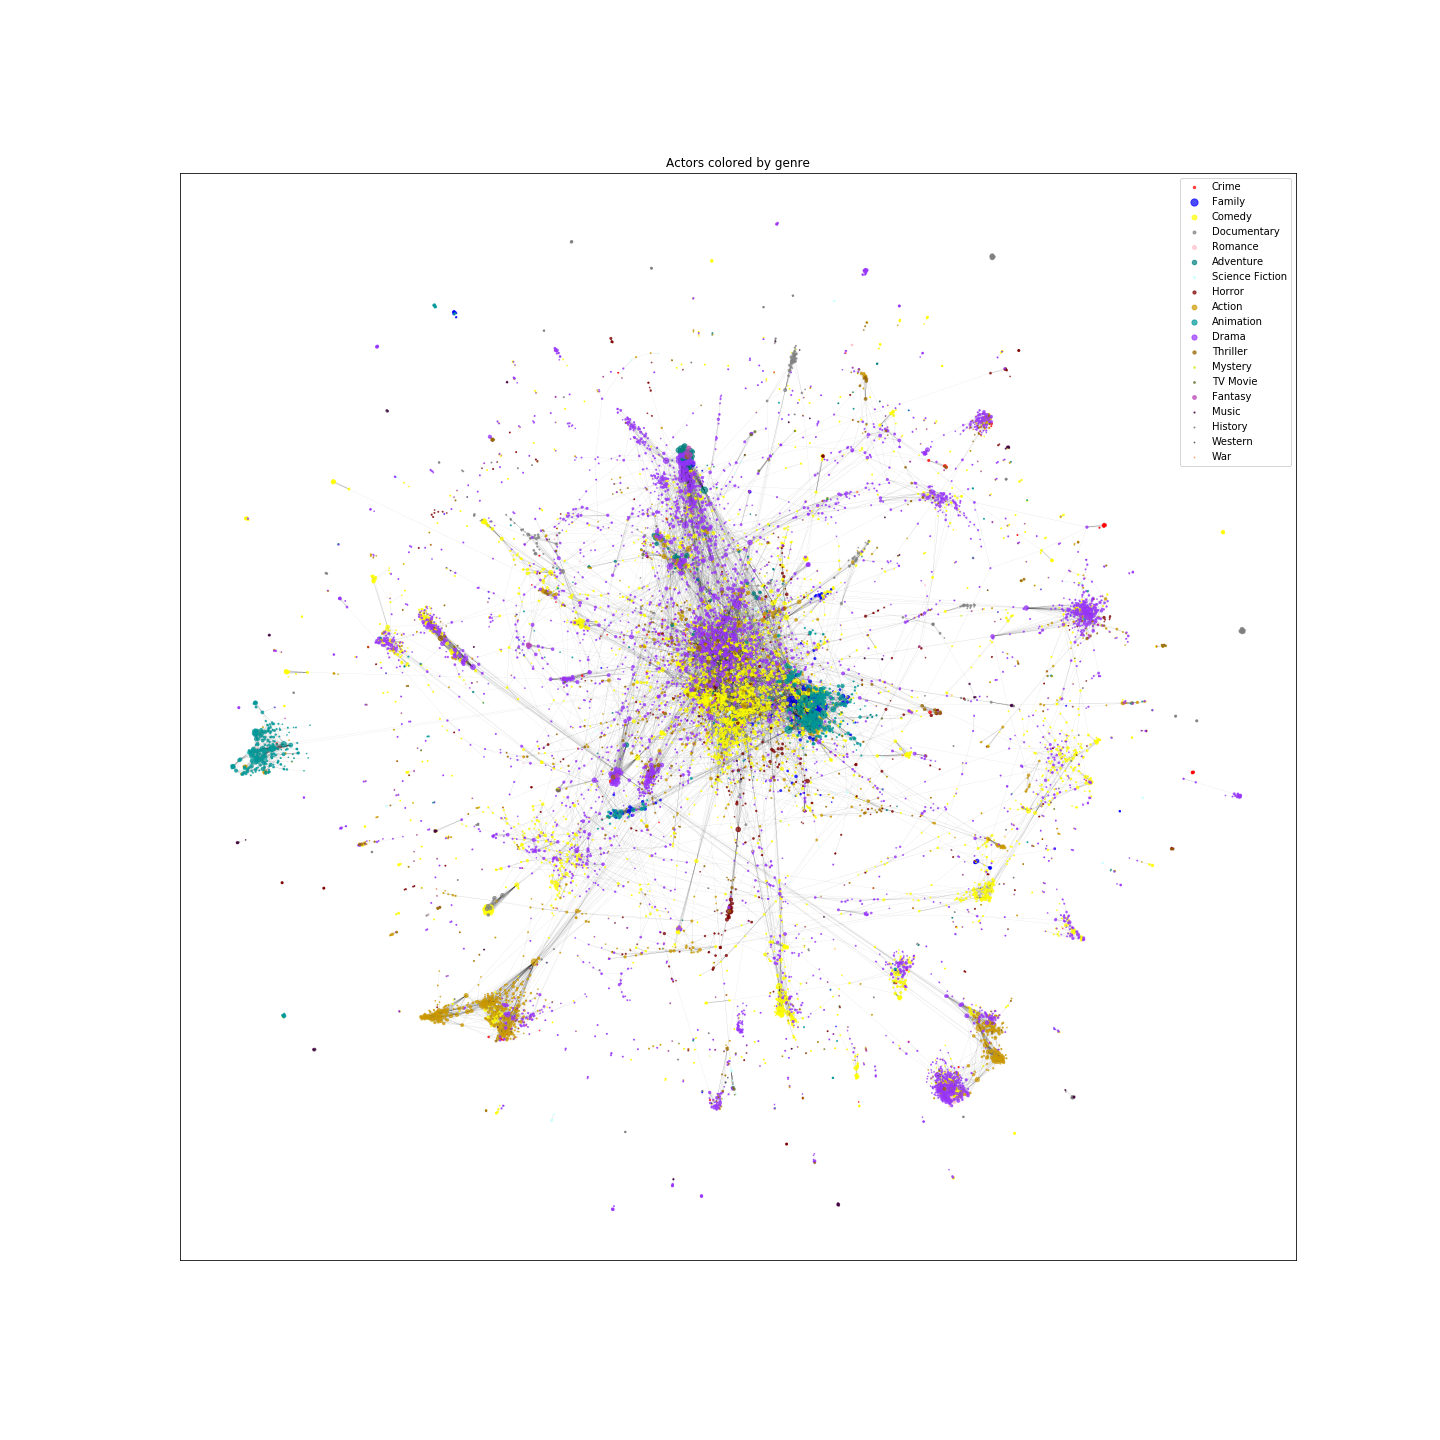 Actors colored by genre
Crime
Family
Comedy
Documentary
Romance
Adventure
Science Fiction
Horror
Action
Animation
Drama
Thriller
Mystery
TV Movie
Fantasy
Music
History
Western
War